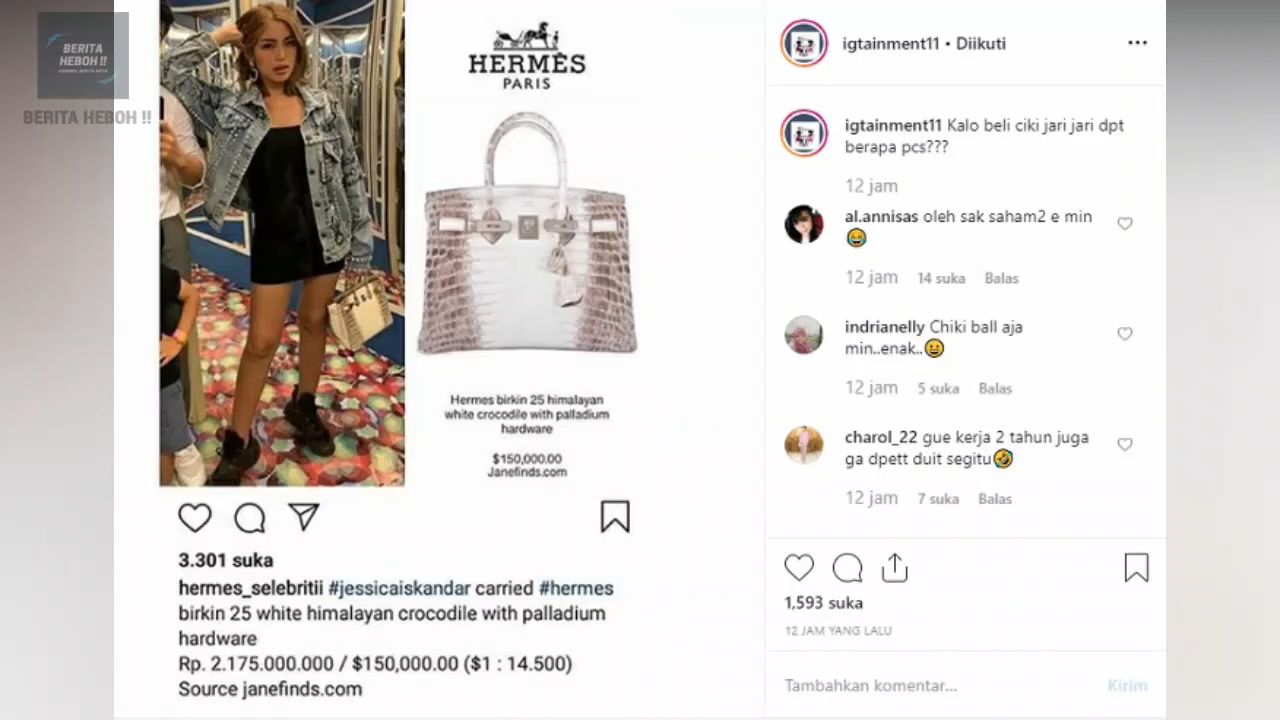 BERITA
HEBOH !!
BERITA HEBOH !!
HERMÈS
PARIS
Hermes birkin 25 himalayan
white crocodile with palladium
hardware
$150,000.00
Janefinds.com
3.301 suka
hermes_selebritii #jessicaiskandar carried #hermes
birkin 25 white himalayan crocodile with palladium
hardware
Rp. 2.175.000.000 / $150,000.00 ($1 : 14.500)
Source janefinds.com
igtainment11 • Diikuti
igtainment11 Kalo beli ciki jari jari dpt
berapa pcs???
12 jam
al.annisas oleh sak saham2 e min
😂
12 jam 14 suka Balas
indrianelly Chiki ball aja
min..enak..😀
12 jam 5 suka Balas
charol_22 gue kerja 2 tahun juga
ga dpett duit segitu🤣
12 jam 7 suka Balas
1,593 suka
12 JAM YANG LALU
Tambahkan komentar...
Kirim